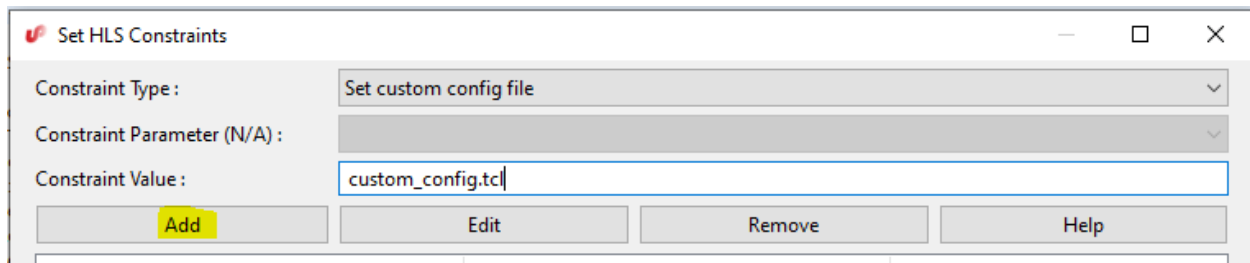 Set HLS Constraints
Constraint Type :
Set custom config file
Constraint Parameter (N/A) :
Constraint Value :
custom_config.tcl
Add
Edit
Remove
Help